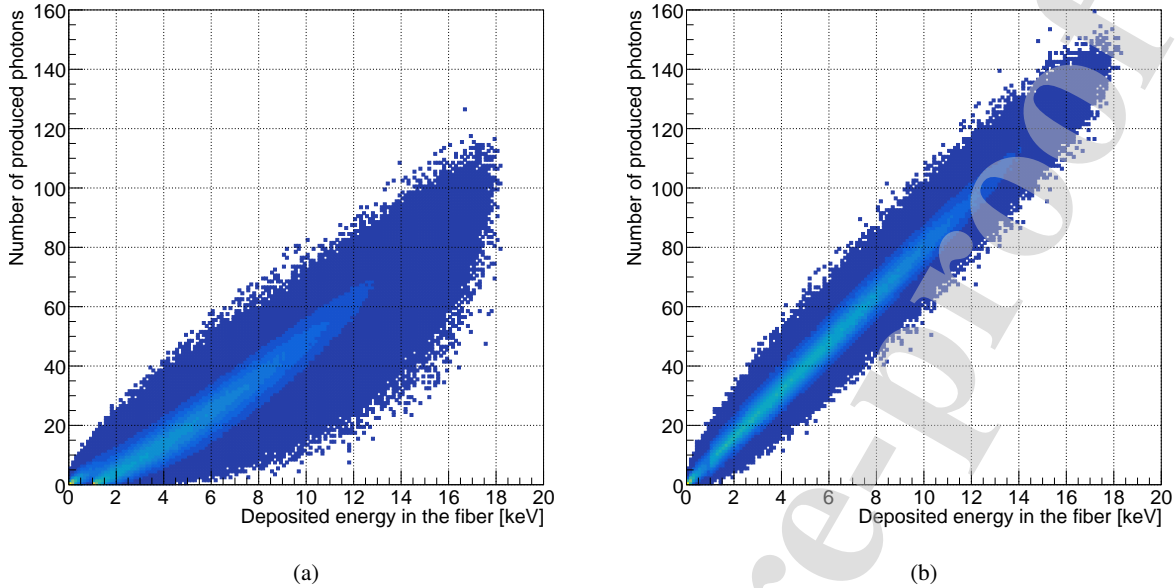 160
140
120
100
80
60
40
20
0
Number of produced photons
0 2 4 6 8 10 12 14 16 18 20
Deposited energy in the fiber [keV]
(a)
160
140
120
100
80
60
40
20
0
Number of produced photons
0 2 4 6 8 10 12 14 16 18 20
Deposited energy in the fiber [keV]
(b)
re-proof